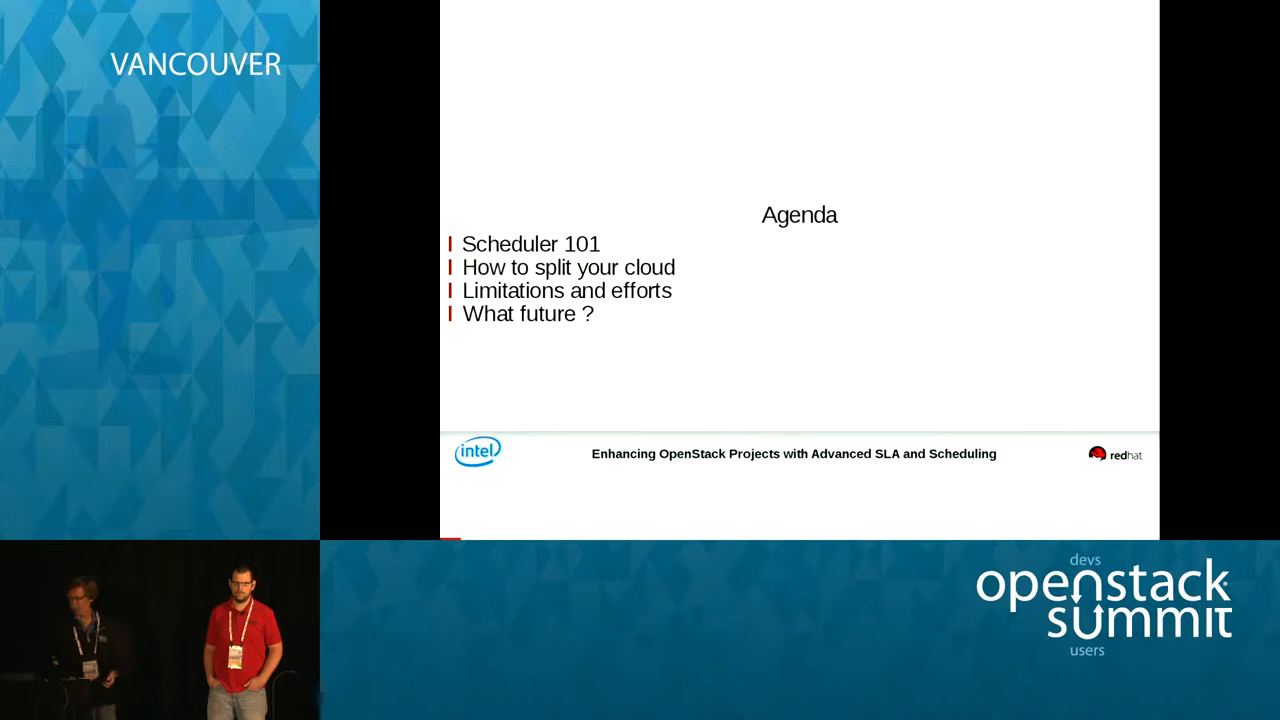 VANCOUVER
Agenda
Scheduler 101
How to split your cloud
Limitations and efforts
What future ?
intel
Enhancing OpenStack Projects with Advanced SLA and Scheduling
redhat
devs
openstack
summit
users